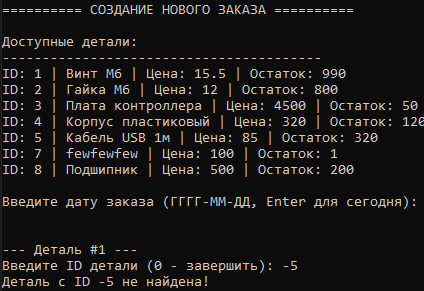 ========== СОЗДАНИЕ НОВОГО ЗАКАЗА ==========
Доступные детали:
----------------------------------------
ID: 1 | Винт М6 | Цена: 15.5 | Остаток: 990
ID: 2 | Гайка М6 | Цена: 12 | Остаток: 800
ID: 3 | Плата контроллера | Цена: 4500 | Остаток: 50
ID: 4 | Корпус пластиковый | Цена: 320 | Остаток: 120
ID: 5 | Кабель USB 1м | Цена: 85 | Остаток: 320
ID: 7 | fewfewfew | Цена: 100 | Остаток: 1
ID: 8 | Подшипник | Цена: 500 | Остаток: 200
Введите дату заказа (ГГГГ-ММ-ДД, Enter для сегодня):
--- Деталь #1 ---
Введите ID детали (0 - завершить): -5
Деталь с ID -5 не найдена!